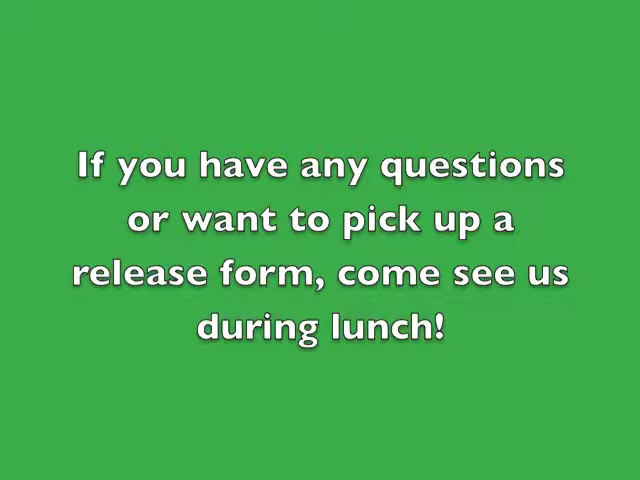 If you have any questions
or want to pick up a
release form, come see us
during lunch!